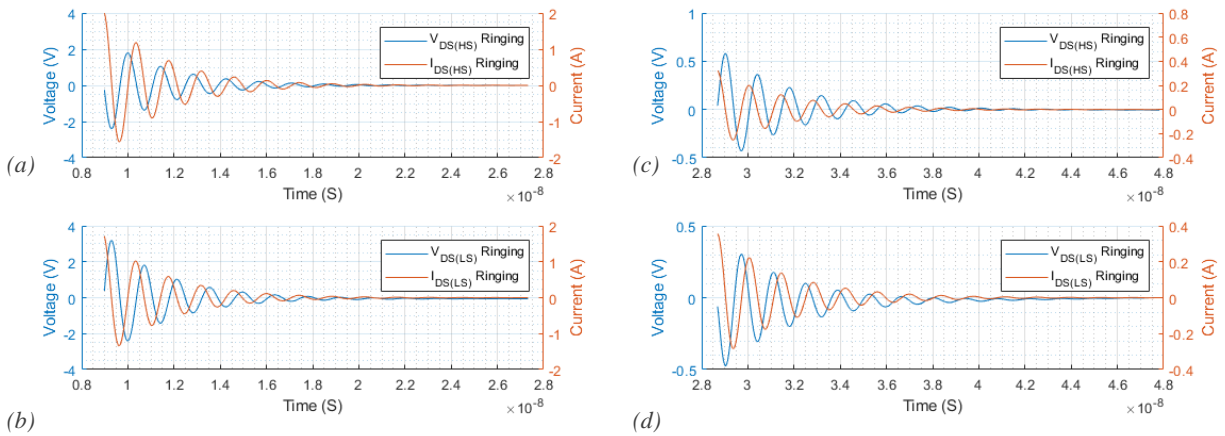 (a)
Voltage (V)
4
2
0
-2
-4
V_DS(HS) Ringing
I_DS(HS) Ringing
2
1
0
-1
-2
Current (A)
0.8 1 1.2 1.4 1.6 1.8 2 2.2 2.4 2.6 2.8
Time (S)
× 10^-8
(b)
Voltage (V)
4
2
0
-2
-4
V_DS(LS) Ringing
I_DS(LS) Ringing
2
1
0
-1
-2
Current (A)
0.8 1 1.2 1.4 1.6 1.8 2 2.2 2.4 2.6 2.8
Time (S)
× 10^-8
(c)
Voltage (V)
1
0.5
0
-0.5
V_DS(HS) Ringing
I_DS(HS) Ringing
0.8
0.6
0.4
0.2
0
-0.2
-0.4
Current (A)
2.8 3 3.2 3.4 3.6 3.8 4 4.2 4.4 4.6 4.8
Time (S)
× 10^-8
(d)
Voltage (V)
0.5
0
-0.5
V_DS(LS) Ringing
I_DS(LS) Ringing
0.4
0.2
0
-0.2
-0.4
Current (A)
2.8 3 3.2 3.4 3.6 3.8 4 4.2 4.4 4.6 4.8
Time (S)
× 10^-8